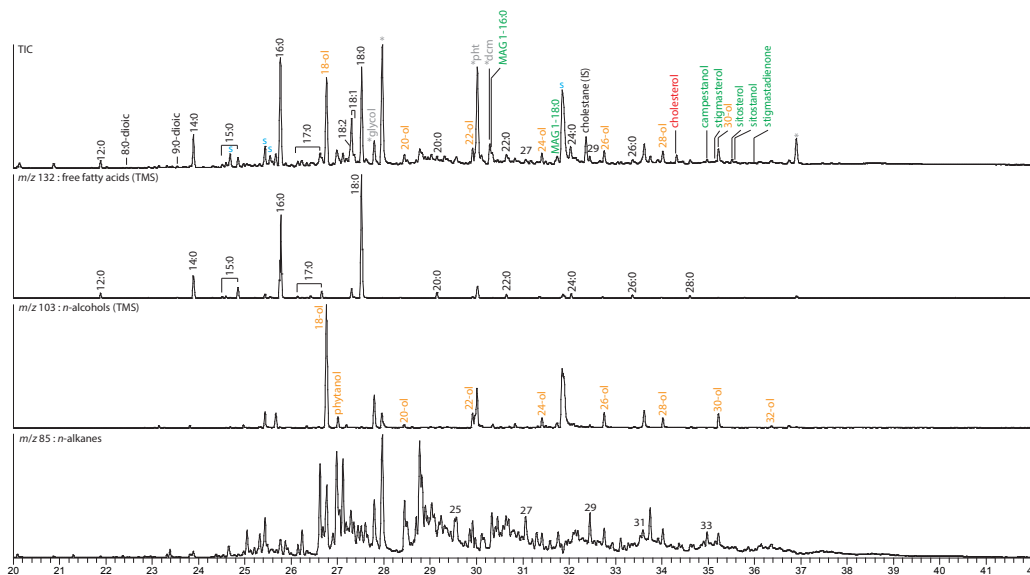 TIC
12:0
8:0-dioic
9:0-dioic
14:0
15:0
s
s
s
16:0
17:0
18-ol
18:2
18:1
18:0
*glycol
*
20-ol
20:0
22-ol
*pht
*dcm
MAG 1-16:0
22:0
27
24-ol
MAG 1-18:0
s
24:0
cholestane (IS)
29
26-ol
26:0
28-ol
cholesterol
campestanol
stigmasterol
30-ol
sitosterol
sitostanol
stigmastadienone
*
m/z 132 : free fatty acids (TMS)
12:0
14:0
15:0
16:0
17:0
18:0
20:0
22:0
24:0
26:0
28:0
m/z 103 : n-alcohols (TMS)
18-ol
phytanol
20-ol
22-ol
24-ol
26-ol
28-ol
30-ol
32-ol
m/z 85 : n-alkanes
25
27
29
31
33
20 21 22 23 24 25 26 27 28 29 30 31 32 33 34 35 36 37 38 39 40 41